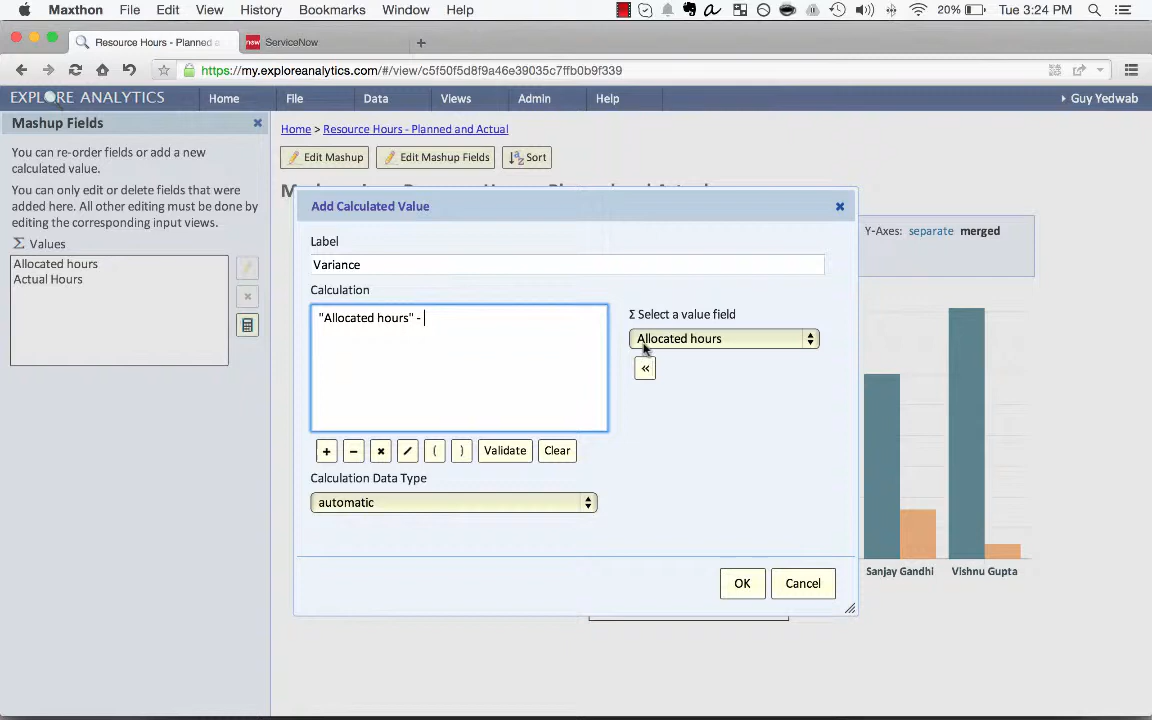 Maxthon File Edit View History Bookmarks Window Help 20% Tue 3:24 PM
Resource Hours - Planned a
ServiceNow
https://my.exploreanalytics.com/#/view/c5f50f5d8f9a46e39035c7ffb0b9f339
EXPLORE ANALYTICS Home File Data Views Admin Help Guy Yedwab
Mashup Fields
Home > Resource Hours - Planned and Actual
You can re-order fields or add a new
calculated value.
Edit Mashup Edit Mashup Fields Sort
You can only edit or delete fields that were
added here. All other editing must be done by
editing the corresponding input views.
Σ Values
Allocated hours
Actual Hours
Add Calculated Value
Label
Variance
Calculation
"Allocated hours" -
Σ Select a value field
Allocated hours
«
+ - × / ( ) Validate Clear
Calculation Data Type
automatic
OK Cancel
Y-Axes: separate merged
Sanjay Gandhi Vishnu Gupta